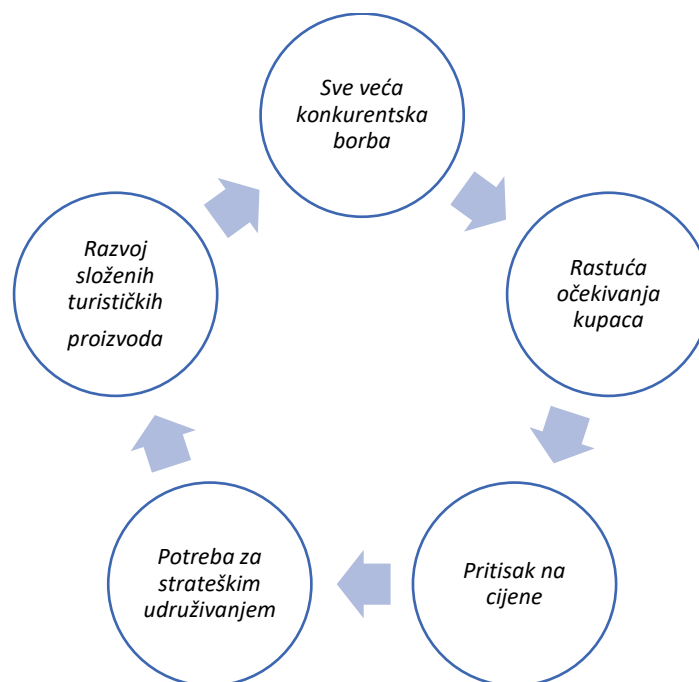 Sve veća
konkurentska
borba
Rastuća
očekivanja
kupaca
Pritisak na
cijene
Potreba za
strateškim
udruživanjem
Razvoj
složenih
turističkih
proizvoda